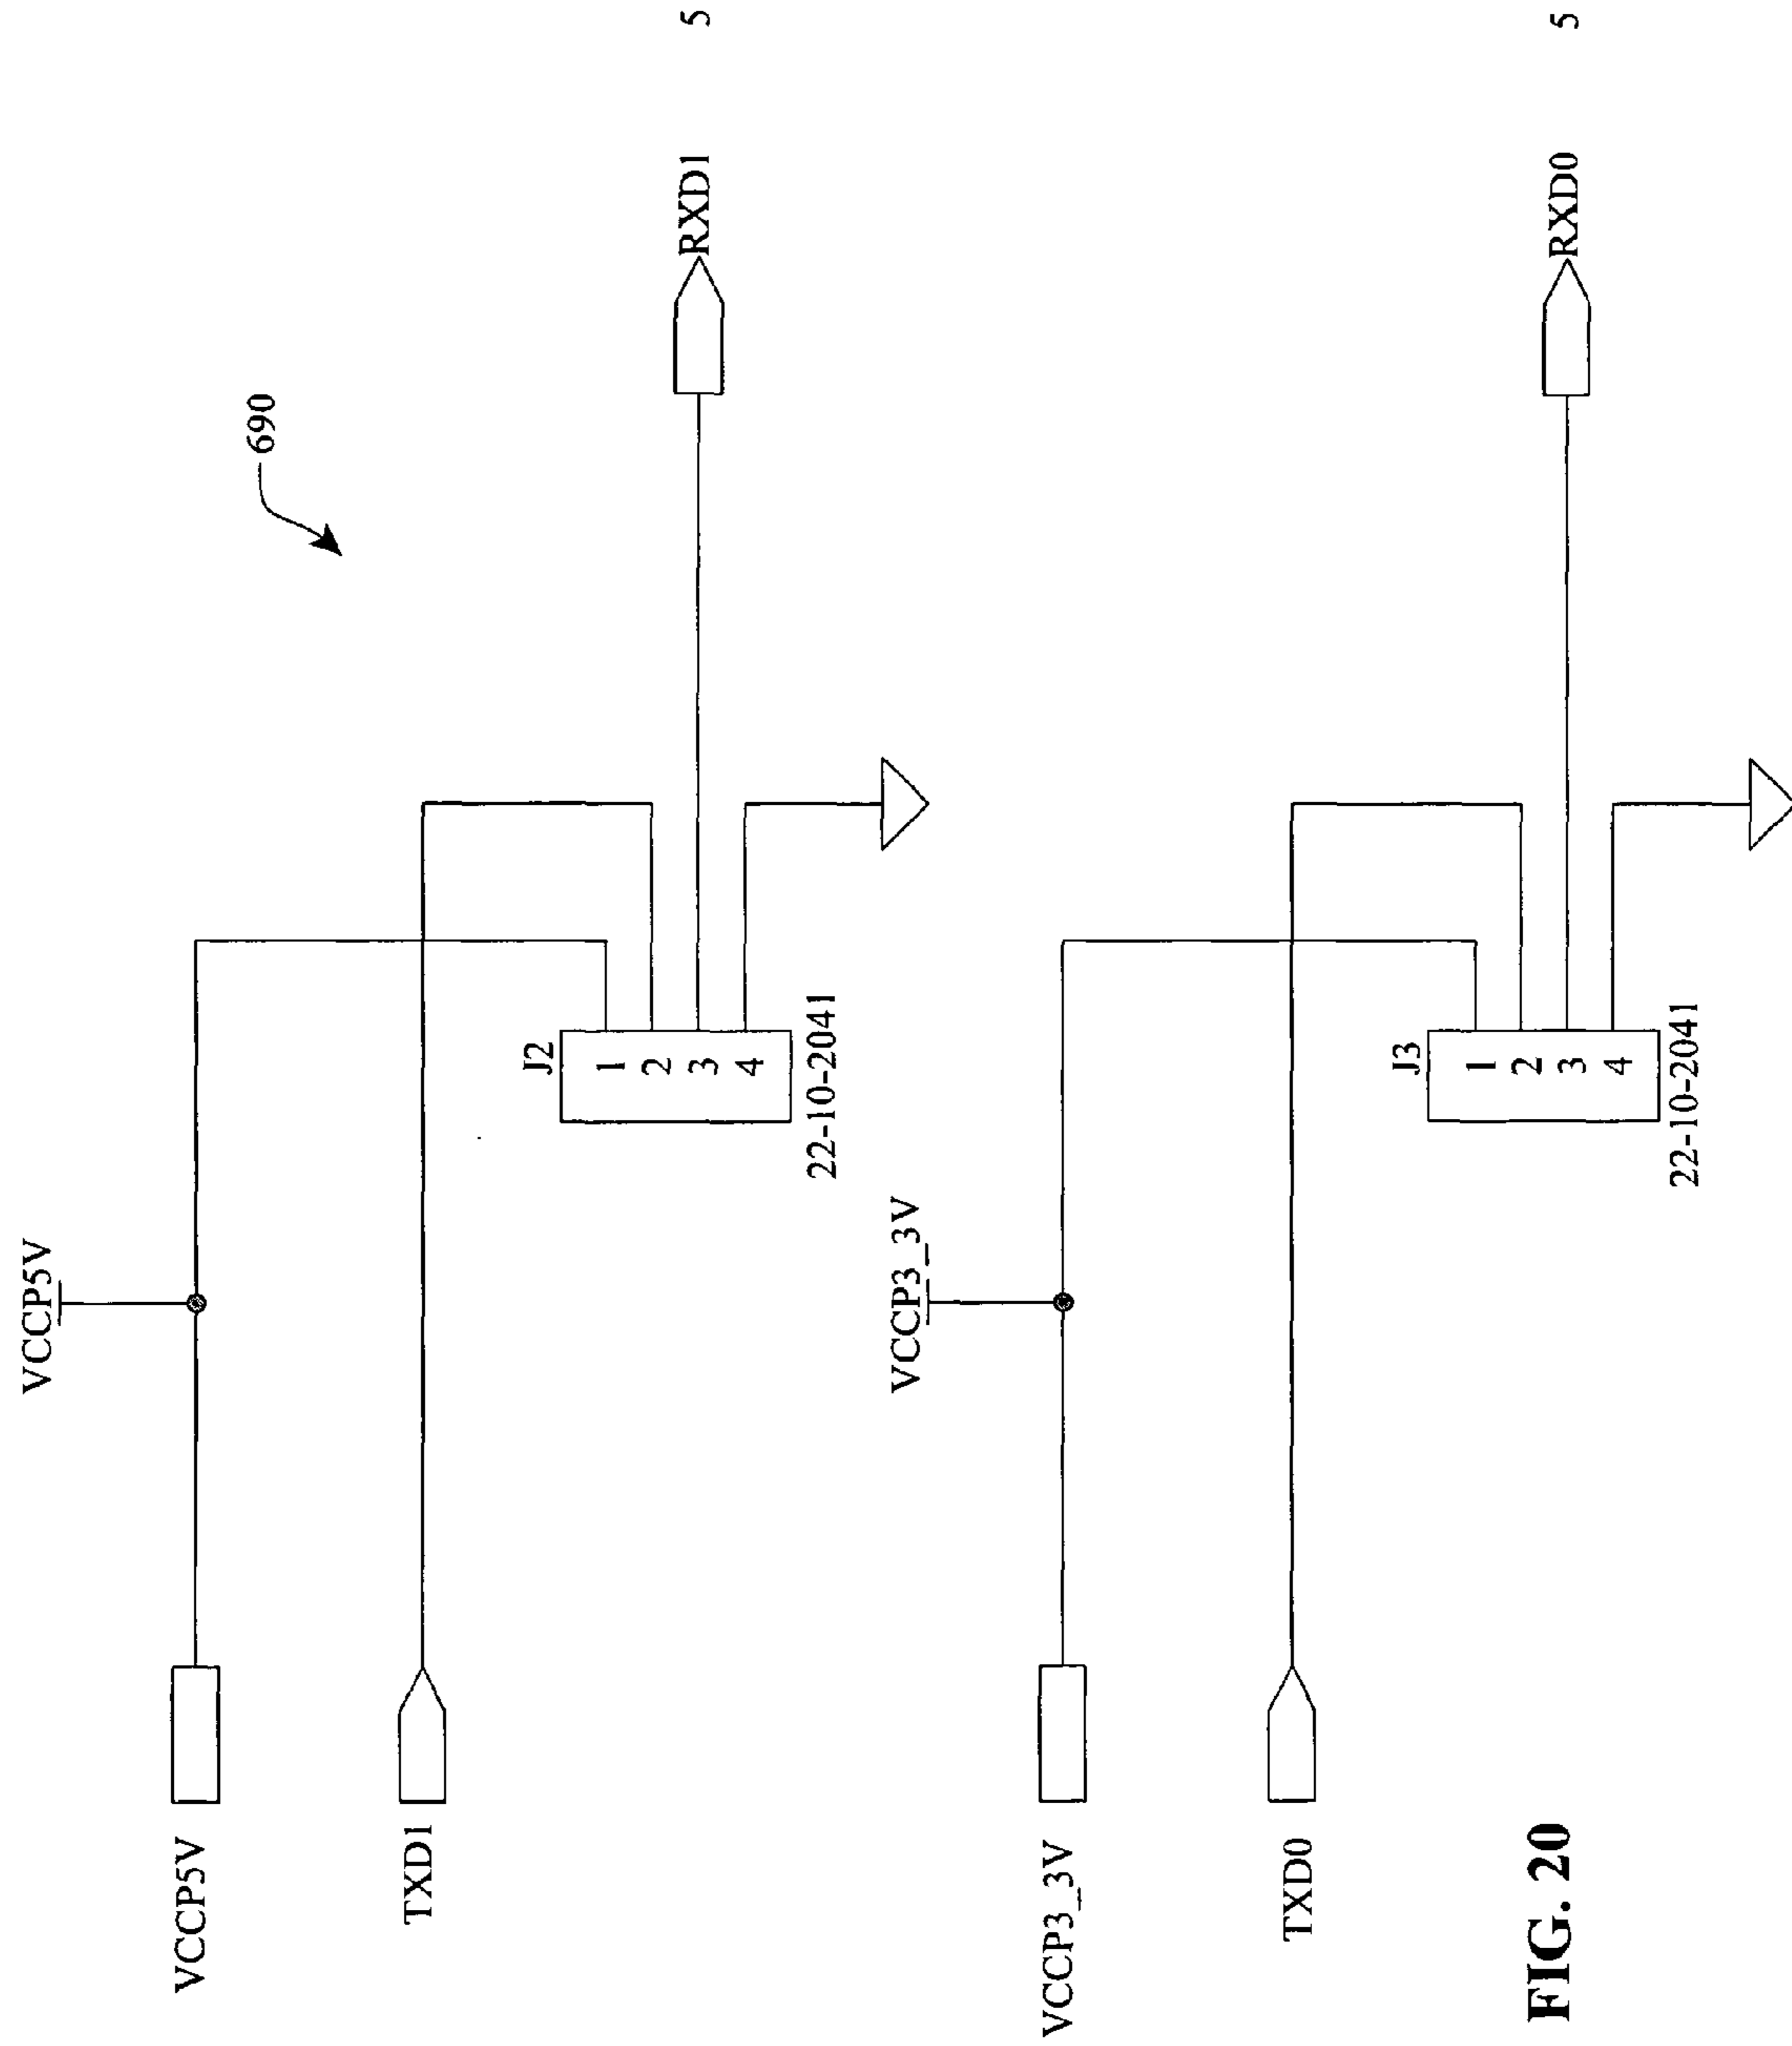 VCCP5V
690
VCCP5V
TXD1
J2
1
2
3
4
22-10-2041
RXD1
5
VCCP3_3V
VCCP3_3V
TXD0
J3
1
2
3
4
22-10-2041
RXD0
5
FIG. 20